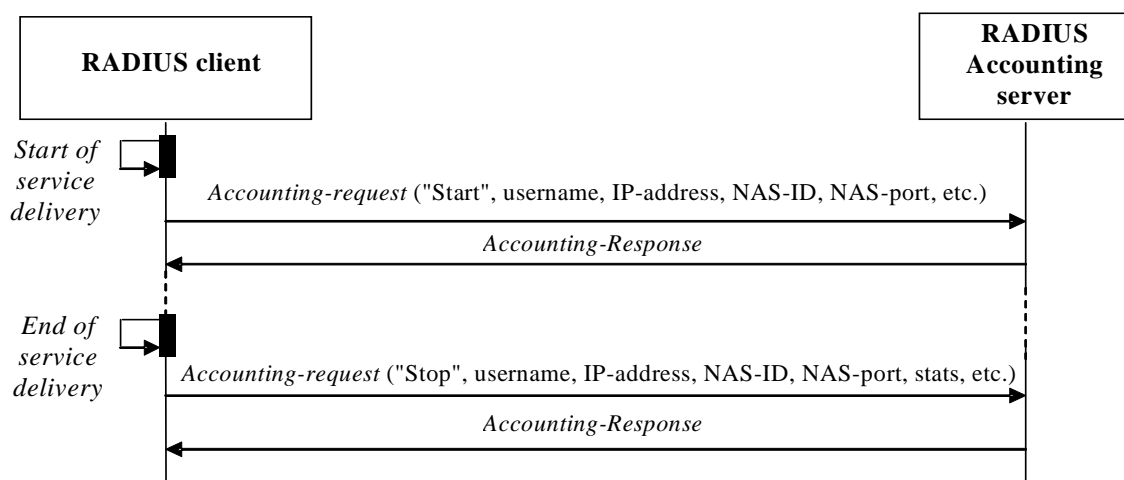 RADIUS client
RADIUS
Accounting
server
Start of
service
delivery
Accounting-request ("Start", username, IP-address, NAS-ID, NAS-port, etc.)
Accounting-Response
End of
service
delivery
Accounting-request ("Stop", username, IP-address, NAS-ID, NAS-port, stats, etc.)
Accounting-Response